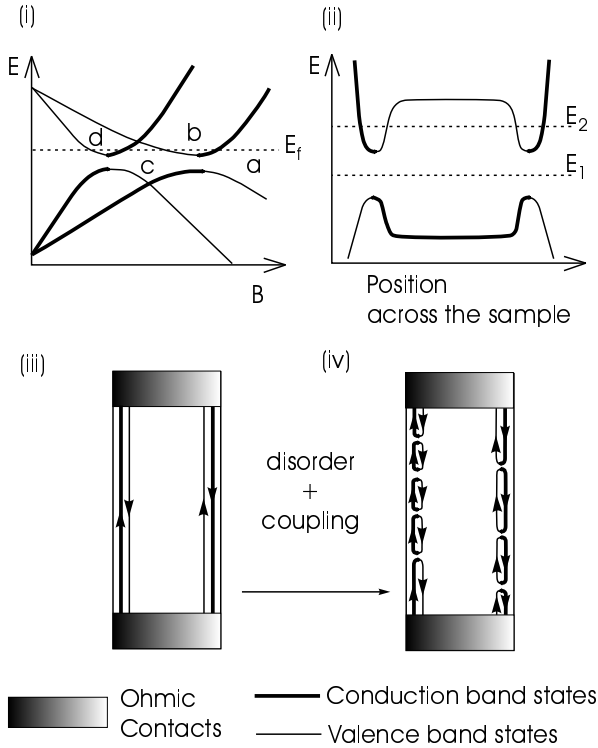 (i)
E
d
b
c
a
E_f
B
(ii)
E
E_2
E_1
Position
across the sample
(iii)
(iv)
disorder
+
coupling
Ohmic
Contacts
Conduction band states
Valence band states